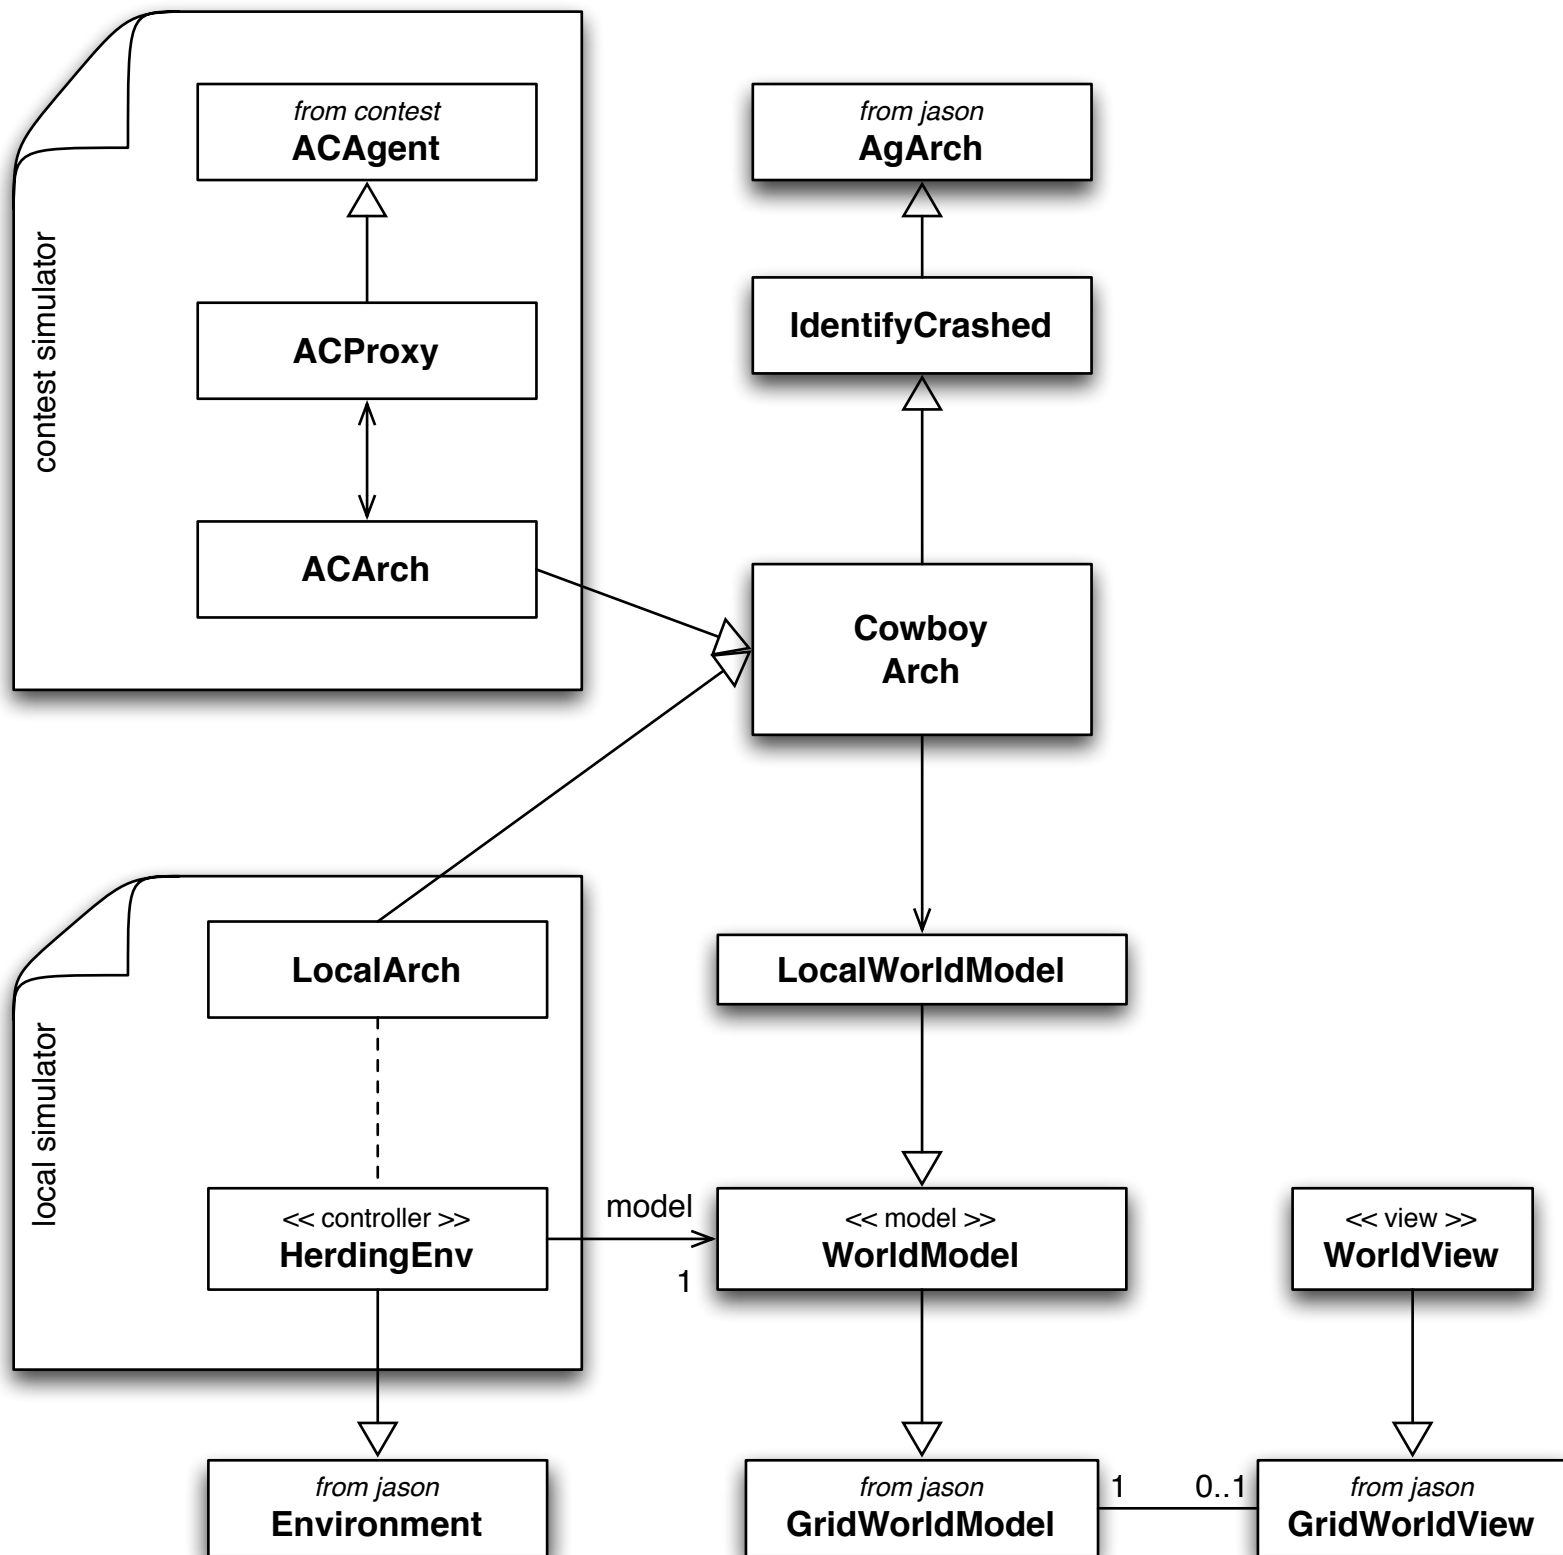 from contest
ACAgent
from jason
AgArch
contest simulator
ACProxy
IdentifyCrashed
ACArch
Cowboy
Arch
local simulator
LocalArch
LocalWorldModel
<< controller >>
HerdingEnv
model
1
<< model >>
WorldModel
<< view >>
WorldView
from jason
Environment
from jason
GridWorldModel
1
0..1
from jason
GridWorldView